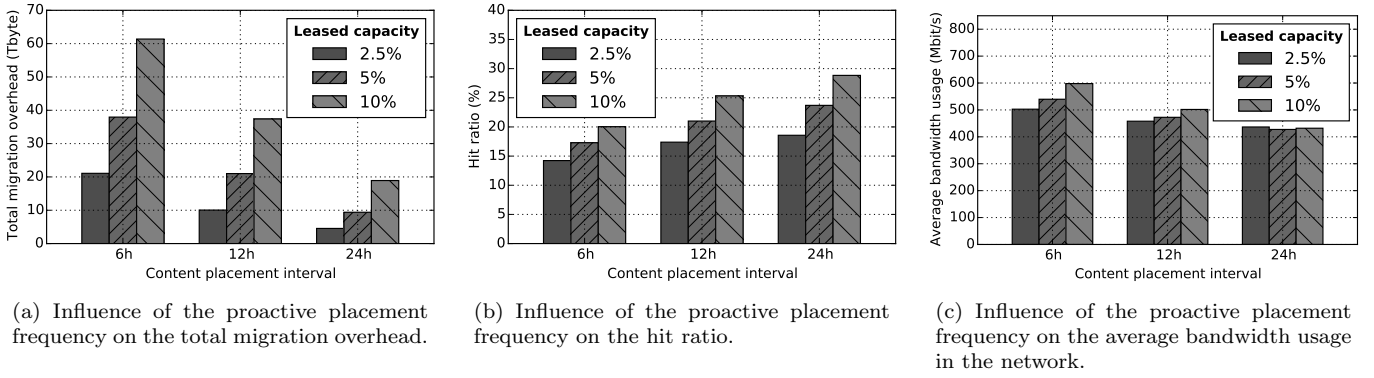 Total migration overhead (Tbyte)
70
60
50
40
30
20
10
0
Leased capacity
2.5%
5%
10%
6h 12h 24h
Content placement interval
(a) Influence of the proactive placement
frequency on the total migration overhead.
Hit ratio (%)
40
35
30
25
20
15
10
5
0
Leased capacity
2.5%
5%
10%
6h 12h 24h
Content placement interval
(b) Influence of the proactive placement
frequency on the hit ratio.
Average bandwidth usage (Mbit/s)
800
700
600
500
400
300
200
100
0
Leased capacity
2.5%
5%
10%
6h 12h 24h
Content placement interval
(c) Influence of the proactive placement
frequency on the average bandwidth usage
in the network.